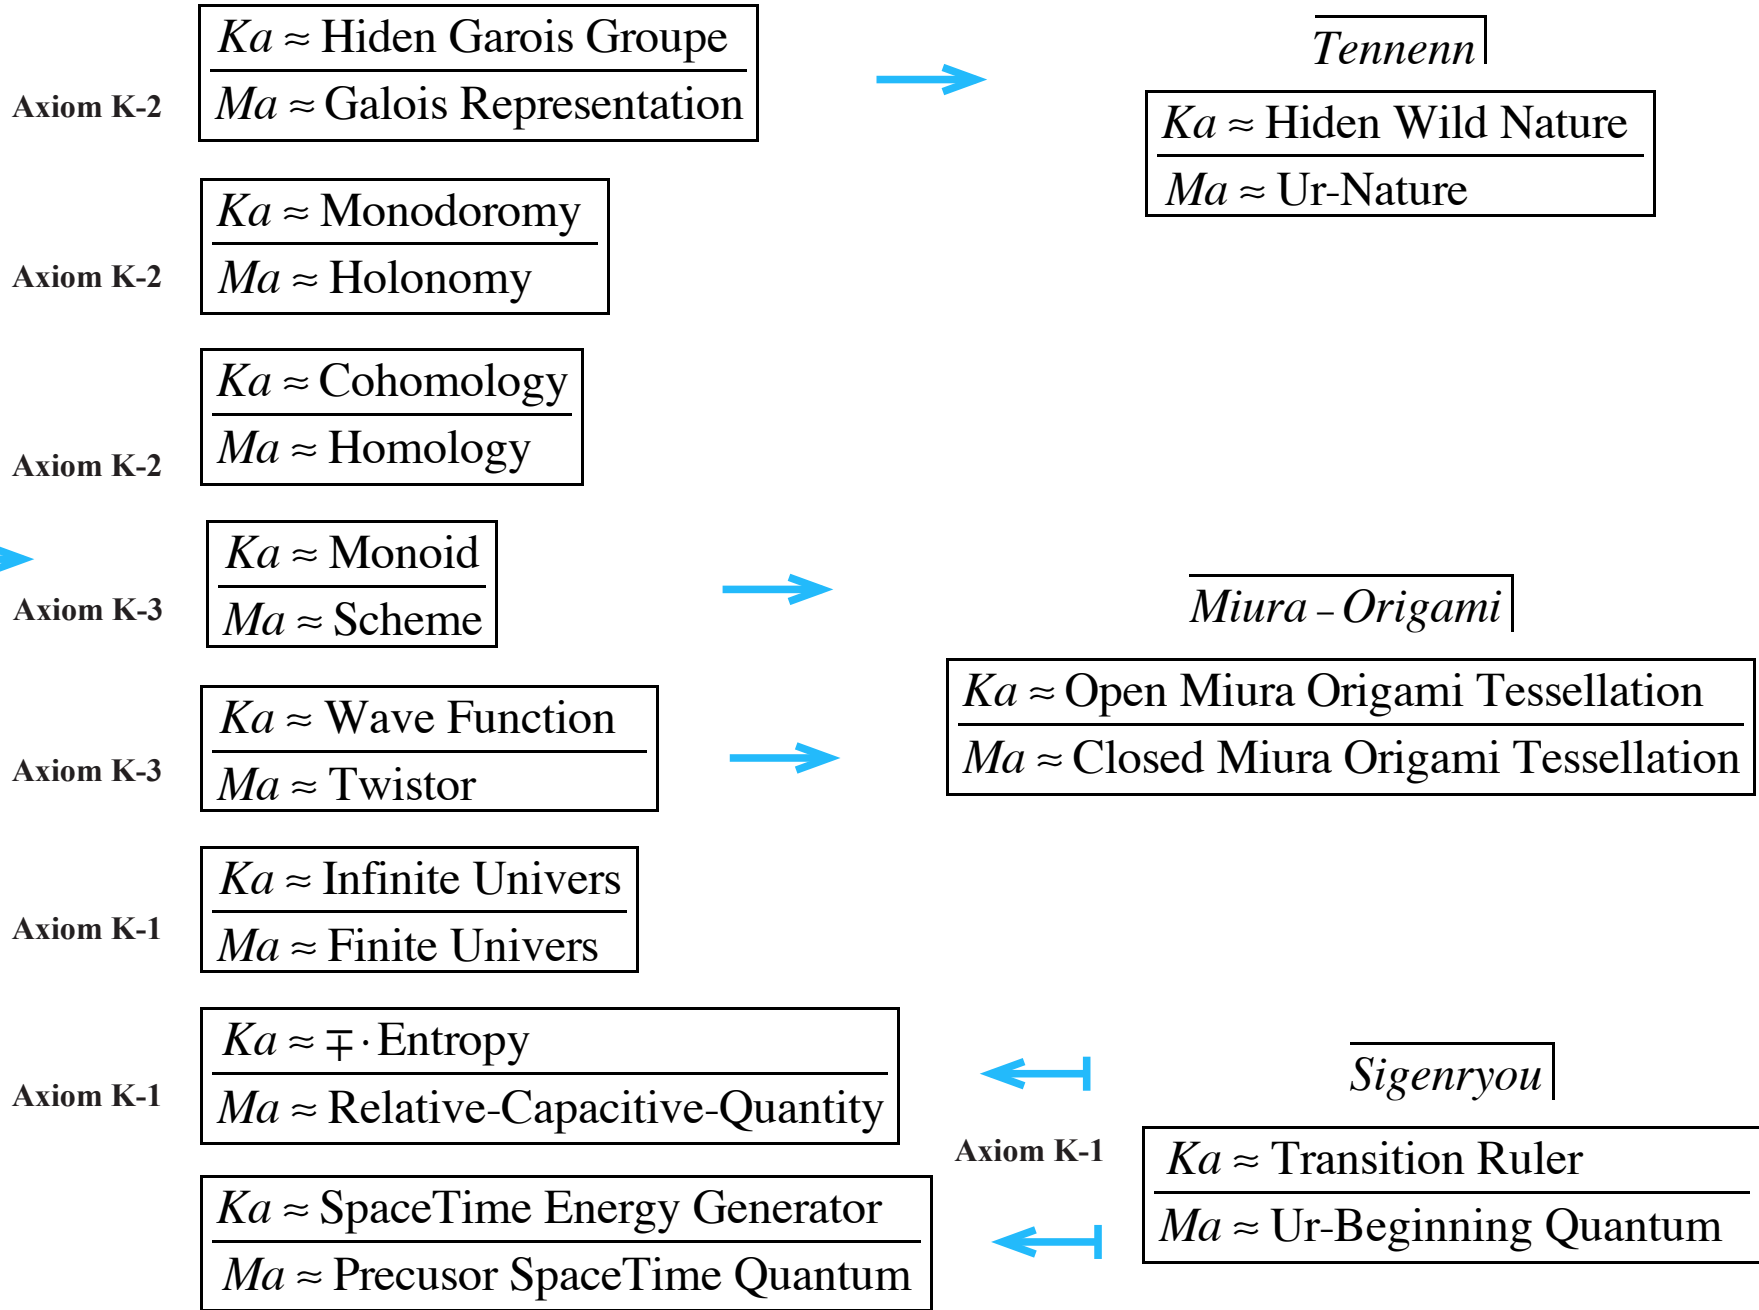 Ka ≈ Hiden Garois Groupe
Axiom K-2
Ma ≈ Galois Representation
Tennenn
Ka ≈ Hiden Wild Nature
Ma ≈ Ur-Nature
Ka ≈ Monodoromy
Axiom K-2
Ma ≈ Holonomy
Ka ≈ Cohomology
Axiom K-2
Ma ≈ Homology
Ka ≈ Monoid
Axiom K-3
Ma ≈ Scheme
Miura – Origami
Ka ≈ Open Miura Origami Tessellation
Ma ≈ Closed Miura Origami Tessellation
Ka ≈ Wave Function
Axiom K-3
Ma ≈ Twistor
Ka ≈ Infinite Univers
Axiom K-1
Ma ≈ Finite Univers
Ka ≈ ∓ · Entropy
Axiom K-1
Ma ≈ Relative-Capacitive-Quantity
Sigenryou
Axiom K-1
Ka ≈ Transition Ruler
Ma ≈ Ur-Beginning Quantum
Ka ≈ SpaceTime Energy Generator
Ma ≈ Precusor SpaceTime Quantum